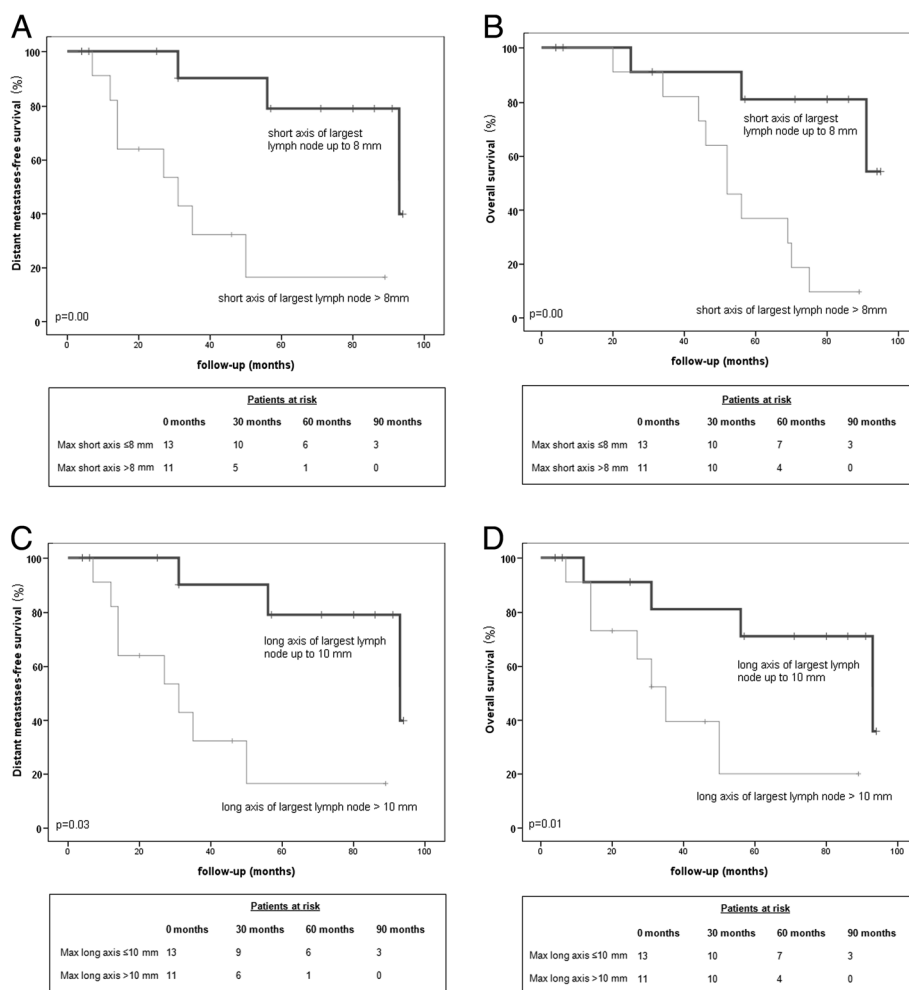 A
Distant metastases-free survival (%)
100
80
60
40
20
0
short axis of largest
lymph node up to 8 mm
short axis of largest lymph node > 8mm
p=0.00
0 20 40 60 80 100
follow-up (months)
Patients at risk
0 months 30 months 60 months 90 months
Max short axis ≤8 mm 13 10 6 3
Max short axis >8 mm 11 5 1 0
B
Overall survival (%)
100
80
60
40
20
0
short axis of largest
lymph node up to 8 mm
short axis of largest lymph node > 8mm
p=0.00
0 20 40 60 80 100
follow-up (months)
Patients at risk
0 months 30 months 60 months 90 months
Max short axis ≤8 mm 13 10 7 3
Max short axis >8 mm 11 10 4 0
C
Distant metastases-free survival (%)
100
80
60
40
20
0
long axis of largest lymph
node up to 10 mm
long axis of largest lymph node > 10 mm
p=0.03
0 20 40 60 80 100
follow-up (months)
Patients at risk
0 months 30 months 60 months 90 months
Max long axis ≤10 mm 13 9 6 3
Max long axis >10 mm 11 6 1 0
D
Overall survival (%)
100
80
60
40
20
0
long axis of largest lymph
node up to 10 mm
long axis of largest lymph node > 10 mm
p=0.01
0 20 40 60 80 100
follow-up (months)
Patients at risk
0 months 30 months 60 months 90 months
Max long axis ≤10 mm 13 10 7 3
Max long axis >10 mm 11 10 4 0